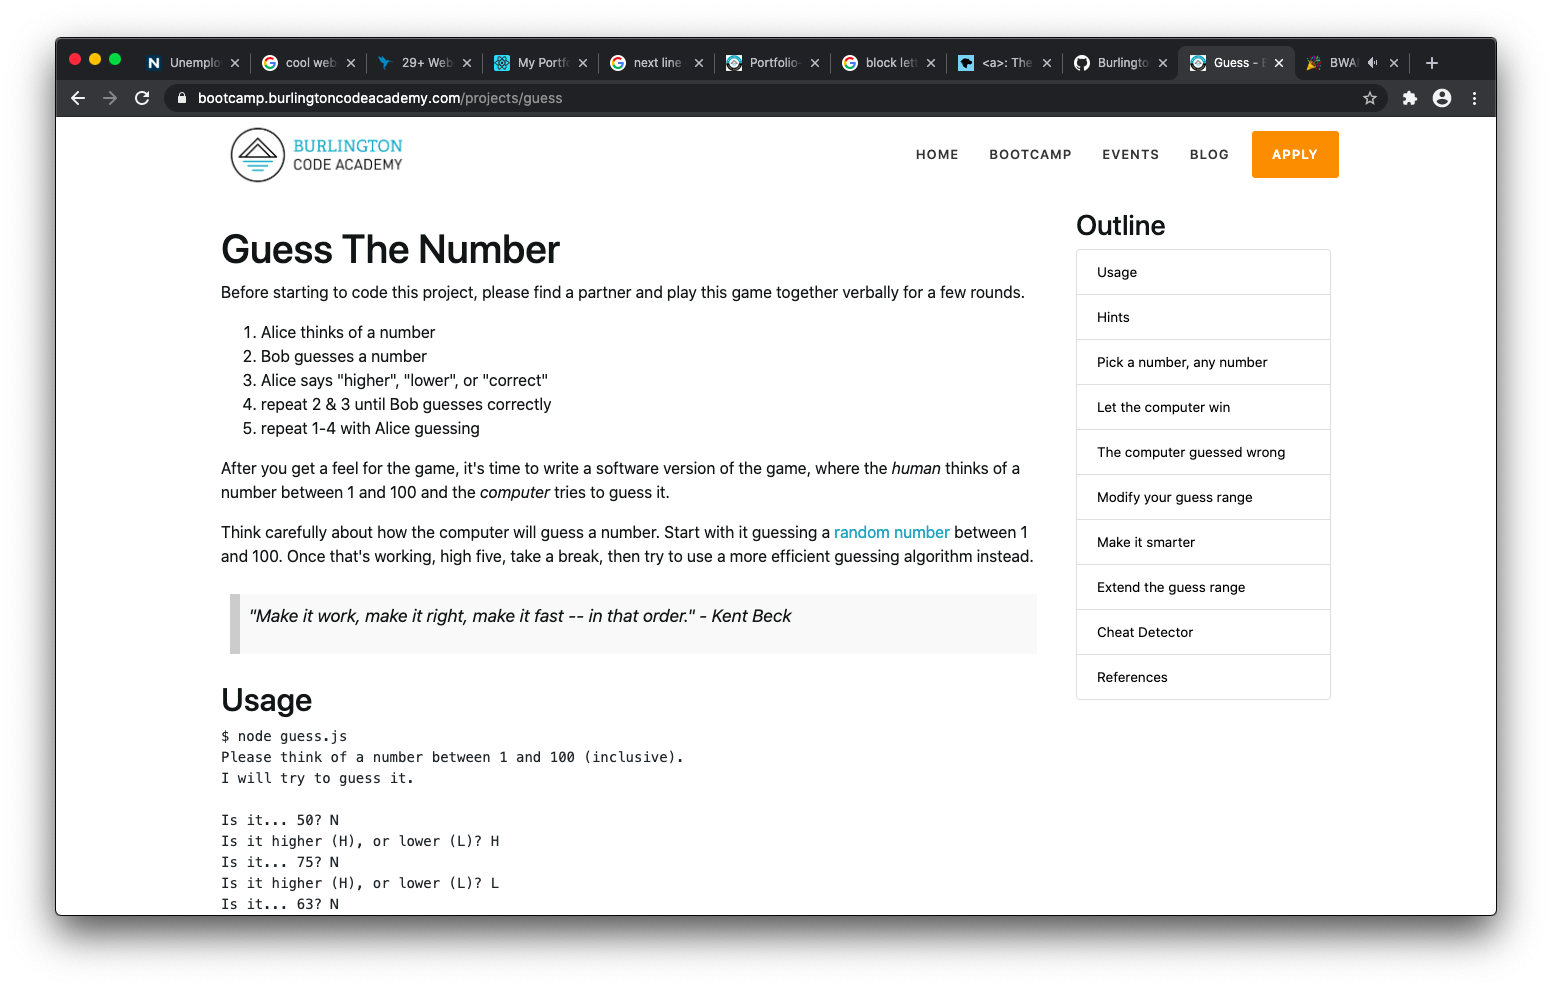 Unemplo
cool web
29+ Web
My Portf
next line
Portfolio-
block lett
<a>: The
Burlingto
Guess - B
BWA
bootcamp.burlingtoncodeacademy.com/projects/guess
BURLINGTON
CODE ACADEMY
HOME
BOOTCAMP
EVENTS
BLOG
APPLY
Guess The Number
Before starting to code this project, please find a partner and play this game together verbally for a few rounds.
1. Alice thinks of a number
2. Bob guesses a number
3. Alice says "higher", "lower", or "correct"
4. repeat 2 & 3 until Bob guesses correctly
5. repeat 1-4 with Alice guessing
After you get a feel for the game, it's time to write a software version of the game, where the human thinks of a
number between 1 and 100 and the computer tries to guess it.
Think carefully about how the computer will guess a number. Start with it guessing a random number between 1
and 100. Once that's working, high five, take a break, then try to use a more efficient guessing algorithm instead.
"Make it work, make it right, make it fast -- in that order." - Kent Beck
Usage
$ node guess.js
Please think of a number between 1 and 100 (inclusive).
I will try to guess it.
Is it... 50? N
Is it higher (H), or lower (L)? H
Is it... 75? N
Is it higher (H), or lower (L)? L
Is it... 63? N
Outline
Usage
Hints
Pick a number, any number
Let the computer win
The computer guessed wrong
Modify your guess range
Make it smarter
Extend the guess range
Cheat Detector
References